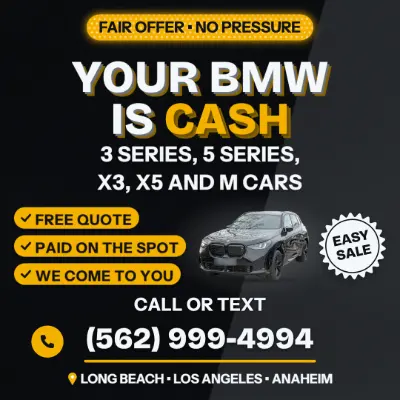 FAIR OFFER ▪ NO PRESSURE
YOUR BMW
IS CASH
3 SERIES, 5 SERIES,
X3, X5 AND M CARS
FREE QUOTE
PAID ON THE SPOT
WE COME TO YOU
EASY
SALE
CALL OR TEXT
(562) 999-4994
LONG BEACH ▪ LOS ANGELES ▪ ANAHEIM